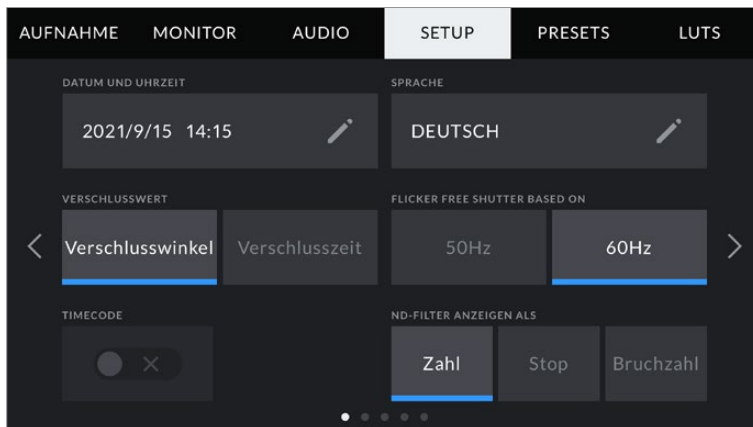 AUFNAHME MONITOR AUDIO SETUP PRESETS LUTS
DATUM UND UHRZEIT SPRACHE
2021/9/15 14:15 DEUTSCH
VERSCHLUSSWERT FLICKER FREE SHUTTER BASED ON
Verschlusswinkel Verschlusszeit 50Hz 60Hz
TIMECODE ND-FILTER ANZEIGEN ALS
Zahl Stop Bruchzahl